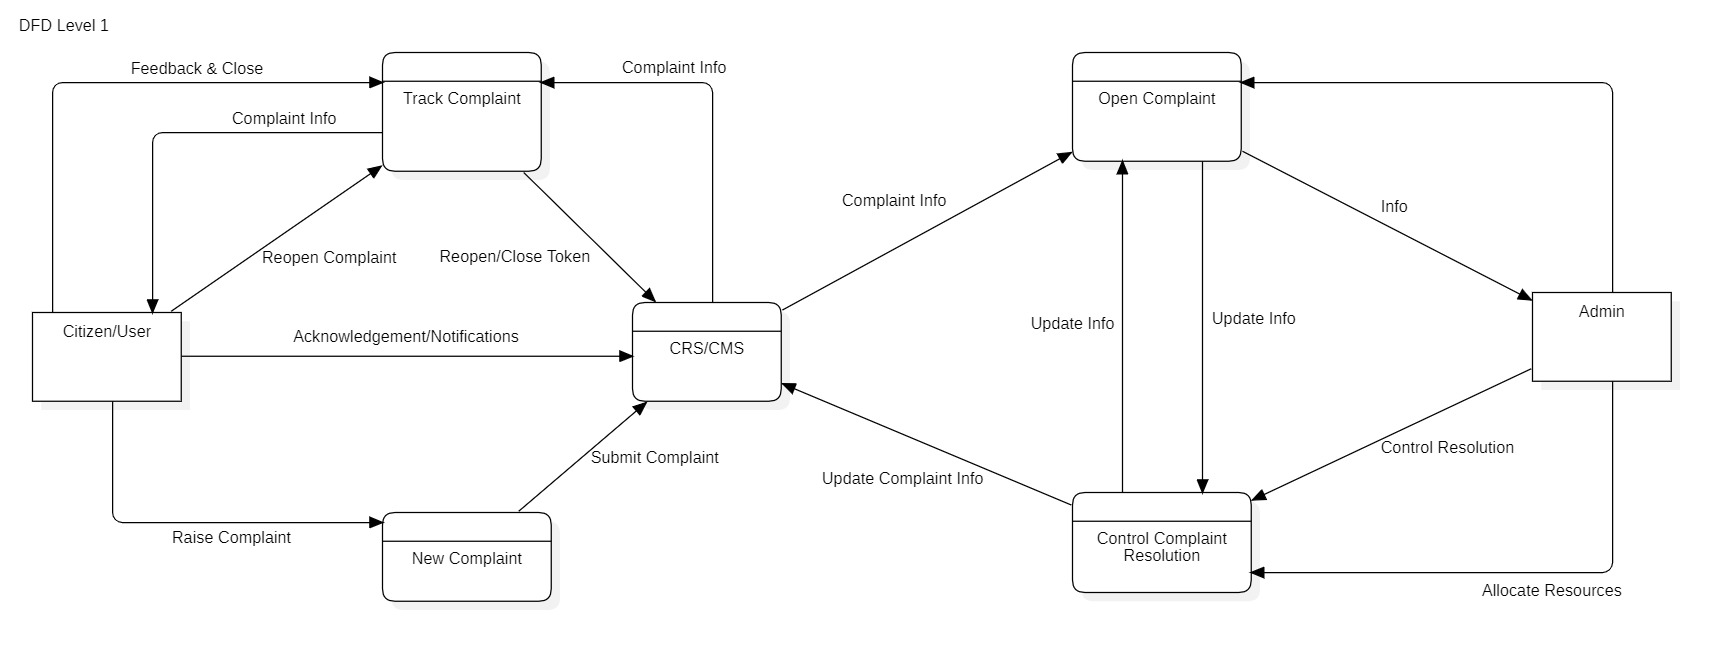 DFD Level 1
Feedback & Close
Complaint Info
Track Complaint
Open Complaint
Complaint Info
Complaint Info
Info
Reopen Complaint
Reopen/Close Token
Citizen/User
Acknowledgement/Notifications
CRS/CMS
Update Info
Update Info
Admin
Control Resolution
Submit Complaint
Update Complaint Info
Raise Complaint
New Complaint
Control Complaint
Resolution
Allocate Resources